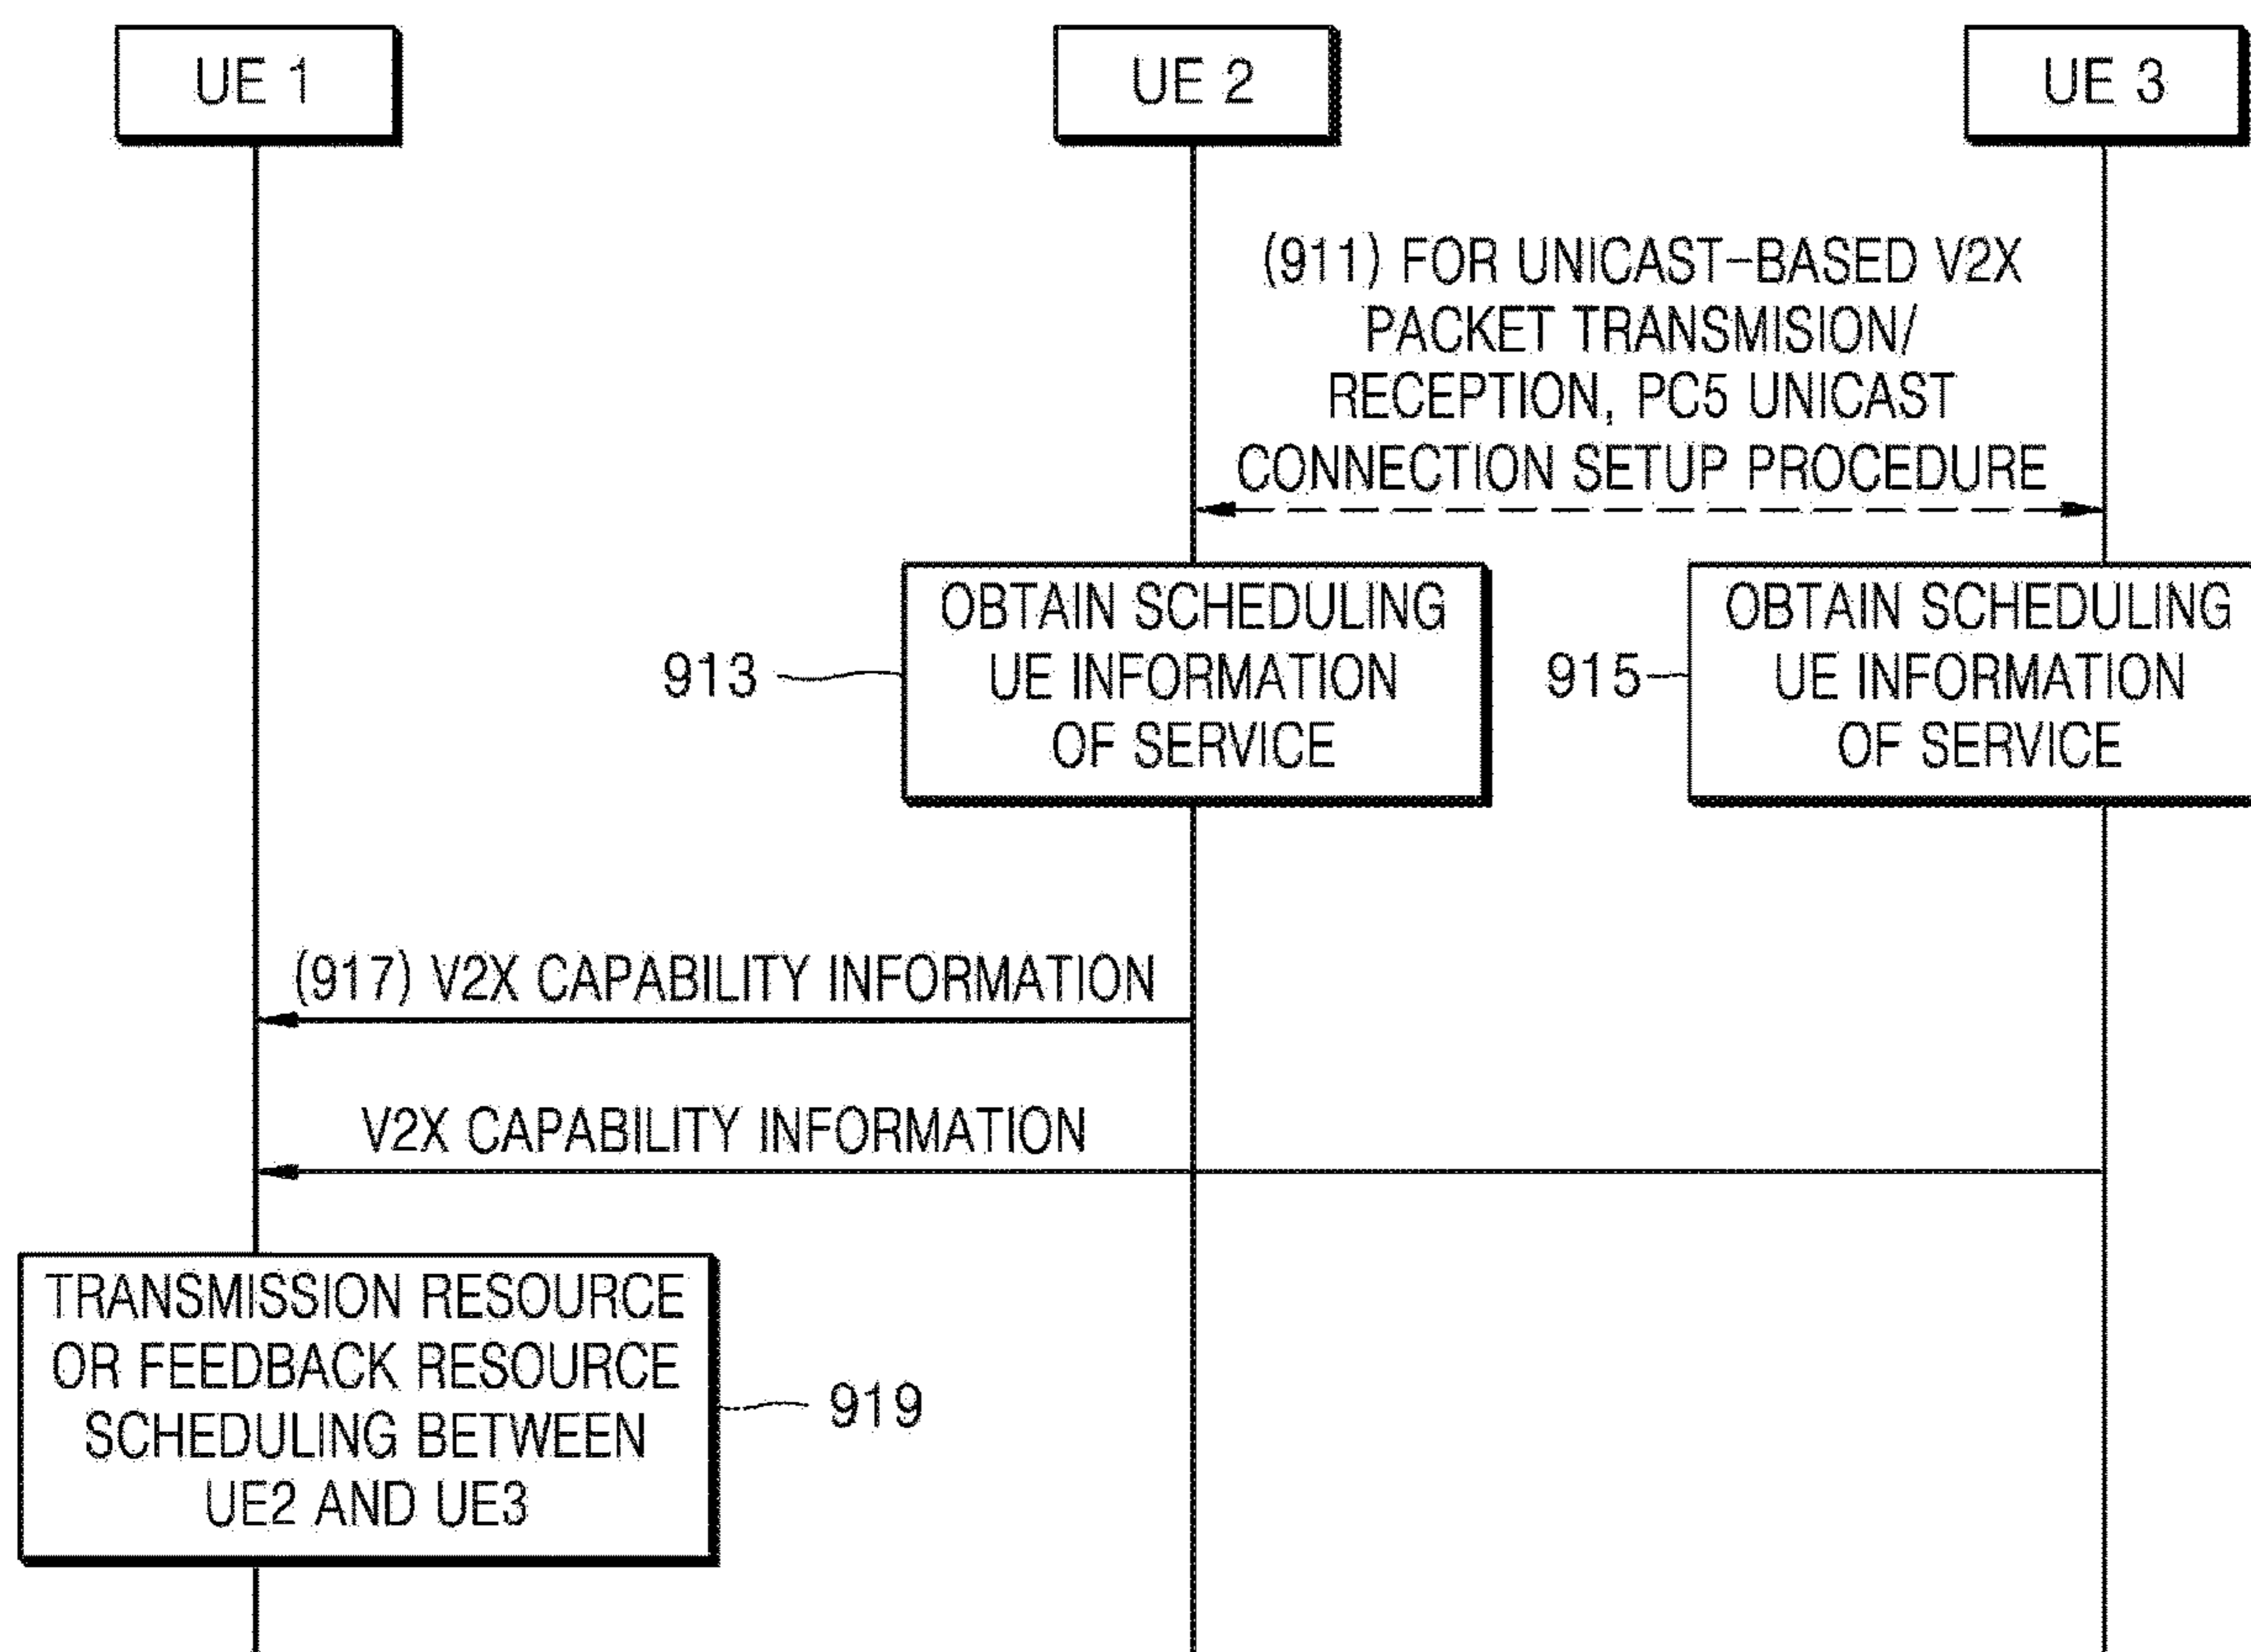 UE 1
UE 2
UE 3
(911) FOR UNICAST-BASED V2X
PACKET TRANSMISION/
RECEPTION, PC5 UNICAST
CONNECTION SETUP PROCEDURE
913
OBTAIN SCHEDULING
UE INFORMATION
OF SERVICE
915
OBTAIN SCHEDULING
UE INFORMATION
OF SERVICE
(917) V2X CAPABILITY INFORMATION
V2X CAPABILITY INFORMATION
TRANSMISSION RESOURCE
OR FEEDBACK RESOURCE
SCHEDULING BETWEEN
UE2 AND UE3
919